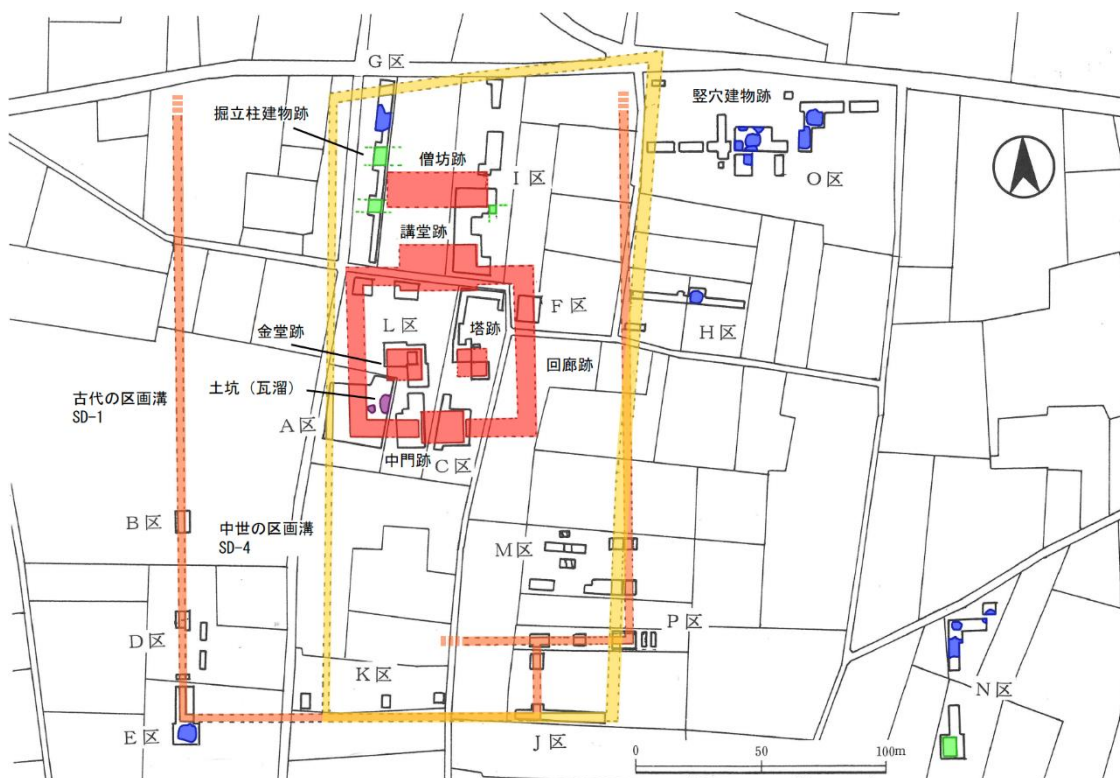 G区
掘立柱建物跡
竪穴建物跡
僧坊跡
I区
O区
講堂跡
F区
L区
塔跡
H区
金堂跡
回廊跡
土坑（瓦溜）
古代の区画溝
SD-1
A区
中門跡
C区
B区
中世の区画溝
SD-4
M区
D区
P区
K区
N区
E区
J区
0
50
100m